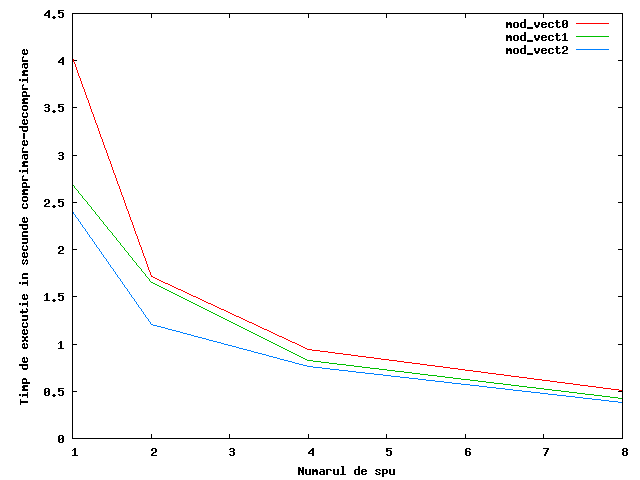 4.5
4
3.5
3
2.5
2
1.5
1
0.5
0
Timp de executie in secunde comprimare-decomprimare
mod_vect0
mod_vect1
mod_vect2
1 2 3 4 5 6 7 8
Numarul de spu